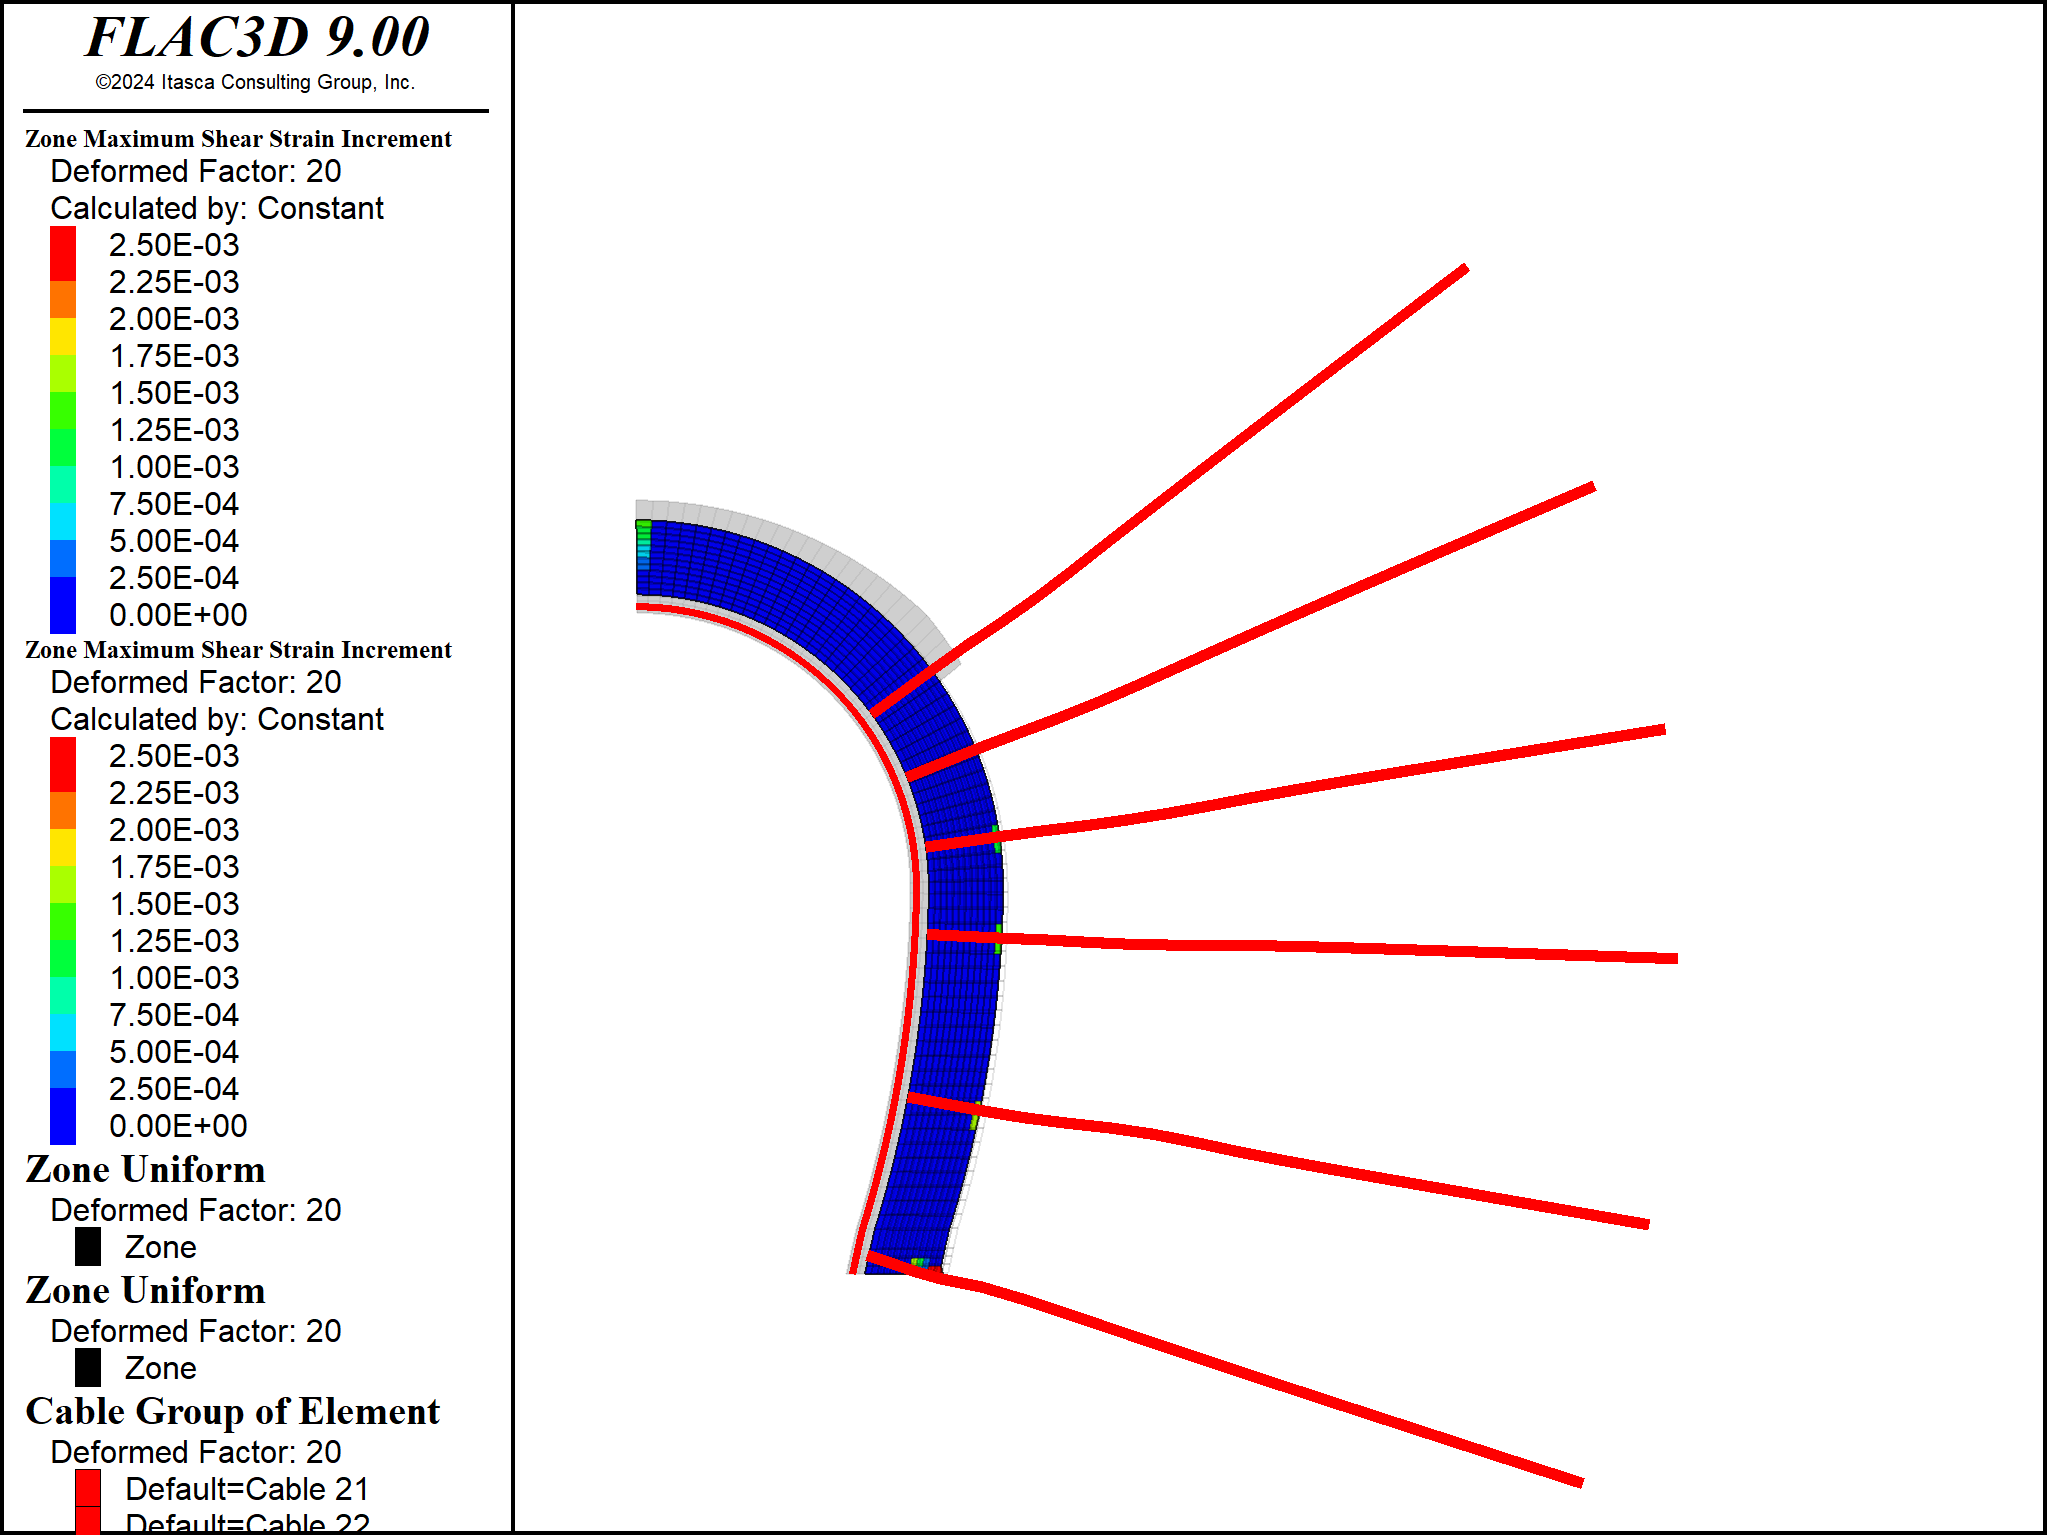 FLAC3D 9.00
©2024 Itasca Consulting Group, Inc.
Zone Maximum Shear Strain Increment
Deformed Factor: 20
Calculated by: Constant
2.50E-03
2.25E-03
2.00E-03
1.75E-03
1.50E-03
1.25E-03
1.00E-03
7.50E-04
5.00E-04
2.50E-04
0.00E+00
Zone Maximum Shear Strain Increment
Deformed Factor: 20
Calculated by: Constant
2.50E-03
2.25E-03
2.00E-03
1.75E-03
1.50E-03
1.25E-03
1.00E-03
7.50E-04
5.00E-04
2.50E-04
0.00E+00
Zone Uniform
Deformed Factor: 20
Zone
Zone Uniform
Deformed Factor: 20
Zone
Cable Group of Element
Deformed Factor: 20
Default=Cable 21
Default=Cable 22